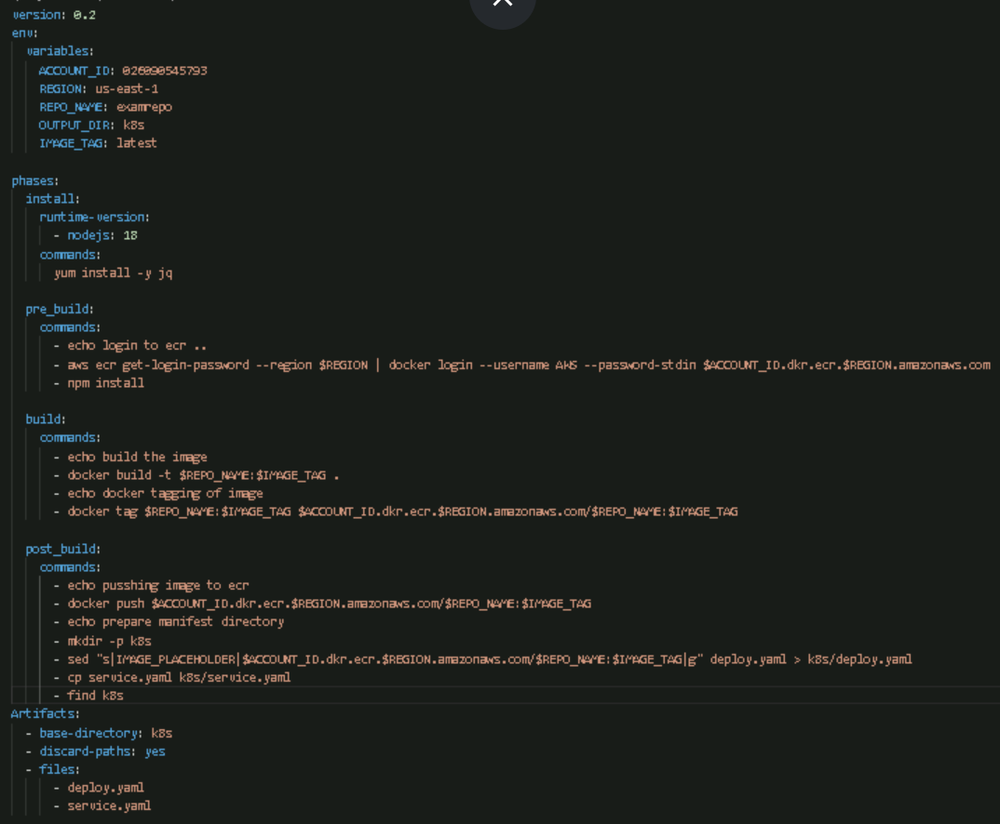 version: 0.2
env:
variables:
ACCOUNT_ID: 020090545793
REGION: us-east-1
REPO_NAME: examrepo
OUTPUT_DIR: k8s
IMAGE_TAG: latest
phases:
install:
runtime-version:
- nodejs: 18
commands:
yum install -y jq
pre_build:
commands:
- echo login to ecr ..
- aws ecr get-login-password --region $REGION | docker login --username AWS --password-stdin $ACCOUNT_ID.dkr.ecr.$REGION.amazonaws.com
- npm install
build:
commands:
- echo build the image
- docker build -t $REPO_NAME:$IMAGE_TAG .
- echo docker tagging of image
- docker tag $REPO_NAME:$IMAGE_TAG $ACCOUNT_ID.dkr.ecr.$REGION.amazonaws.com/$REPO_NAME:$IMAGE_TAG
post_build:
commands:
- echo pusshing image to ecr
- docker push $ACCOUNT_ID.dkr.ecr.$REGION.amazonaws.com/$REPO_NAME:$IMAGE_TAG
- echo prepare manifest directory
- mkdir -p k8s
- sed "s|IMAGE_PLACEHOLDER|$ACCOUNT_ID.dkr.ecr.$REGION.amazonaws.com/$REPO_NAME:$IMAGE_TAG|g" deploy.yaml > k8s/deploy.yaml
- cp service.yaml k8s/service.yaml
- find k8s
Artifacts:
- base-directory: k8s
- discard-paths: yes
- files:
- deploy.yaml
- service.yaml